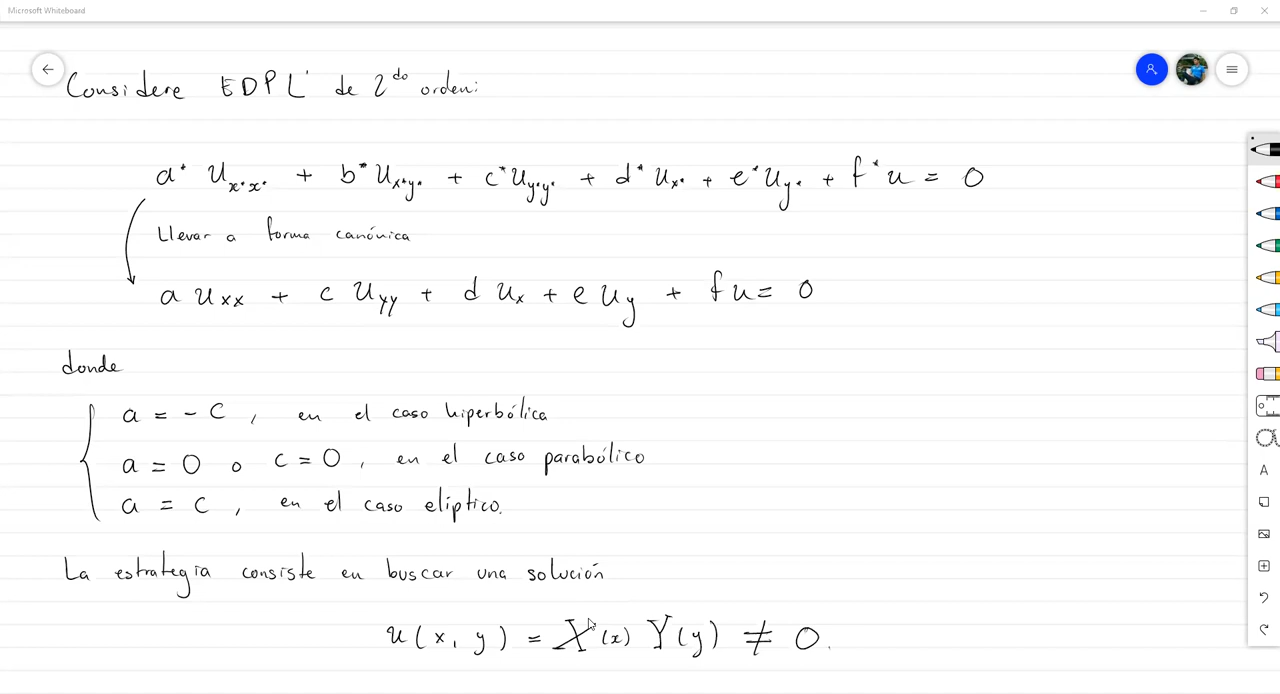 Microsoft Whiteboard
Considere EDPL de 2do orden:
a* u_{x*x*} + b* u_{x*y*} + c* u_{y*y*} + d* u_{x*} + e* u_{y*} + f* u = 0
Llevar a forma canónica
a u_{xx} + c u_{yy} + d u_x + e u_y + f u = 0
donde
a = - c , en el caso hiperbólica
a = 0 o c = 0 , en el caso parabólico
a = c , en el caso elíptico.
La estrategia consiste en buscar una solución
u(x, y) = X(x) Y(y) ≠ 0.